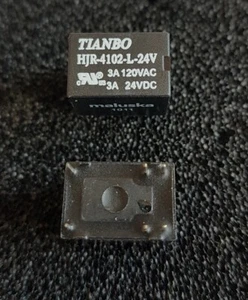 TIANBO
HJR-4102-L-24V
3A 120VAC
3A 24VDC
maluska